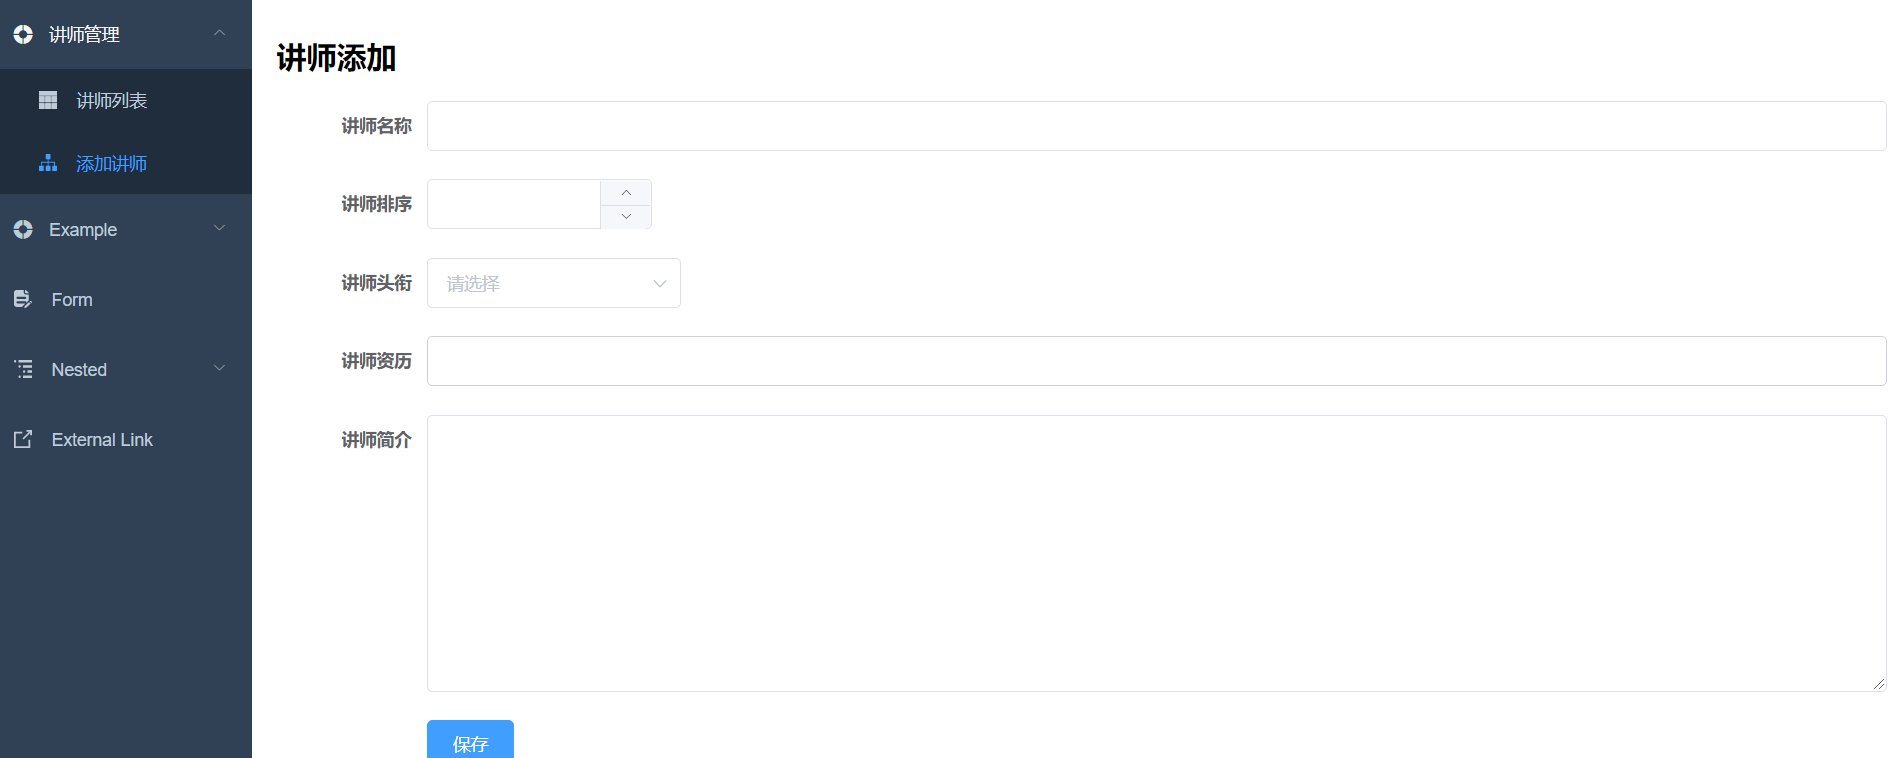 讲师管理
讲师列表
添加讲师
Example
Form
Nested
External Link
讲师添加
讲师名称
讲师排序
讲师头衔
请选择
讲师资历
讲师简介
保存